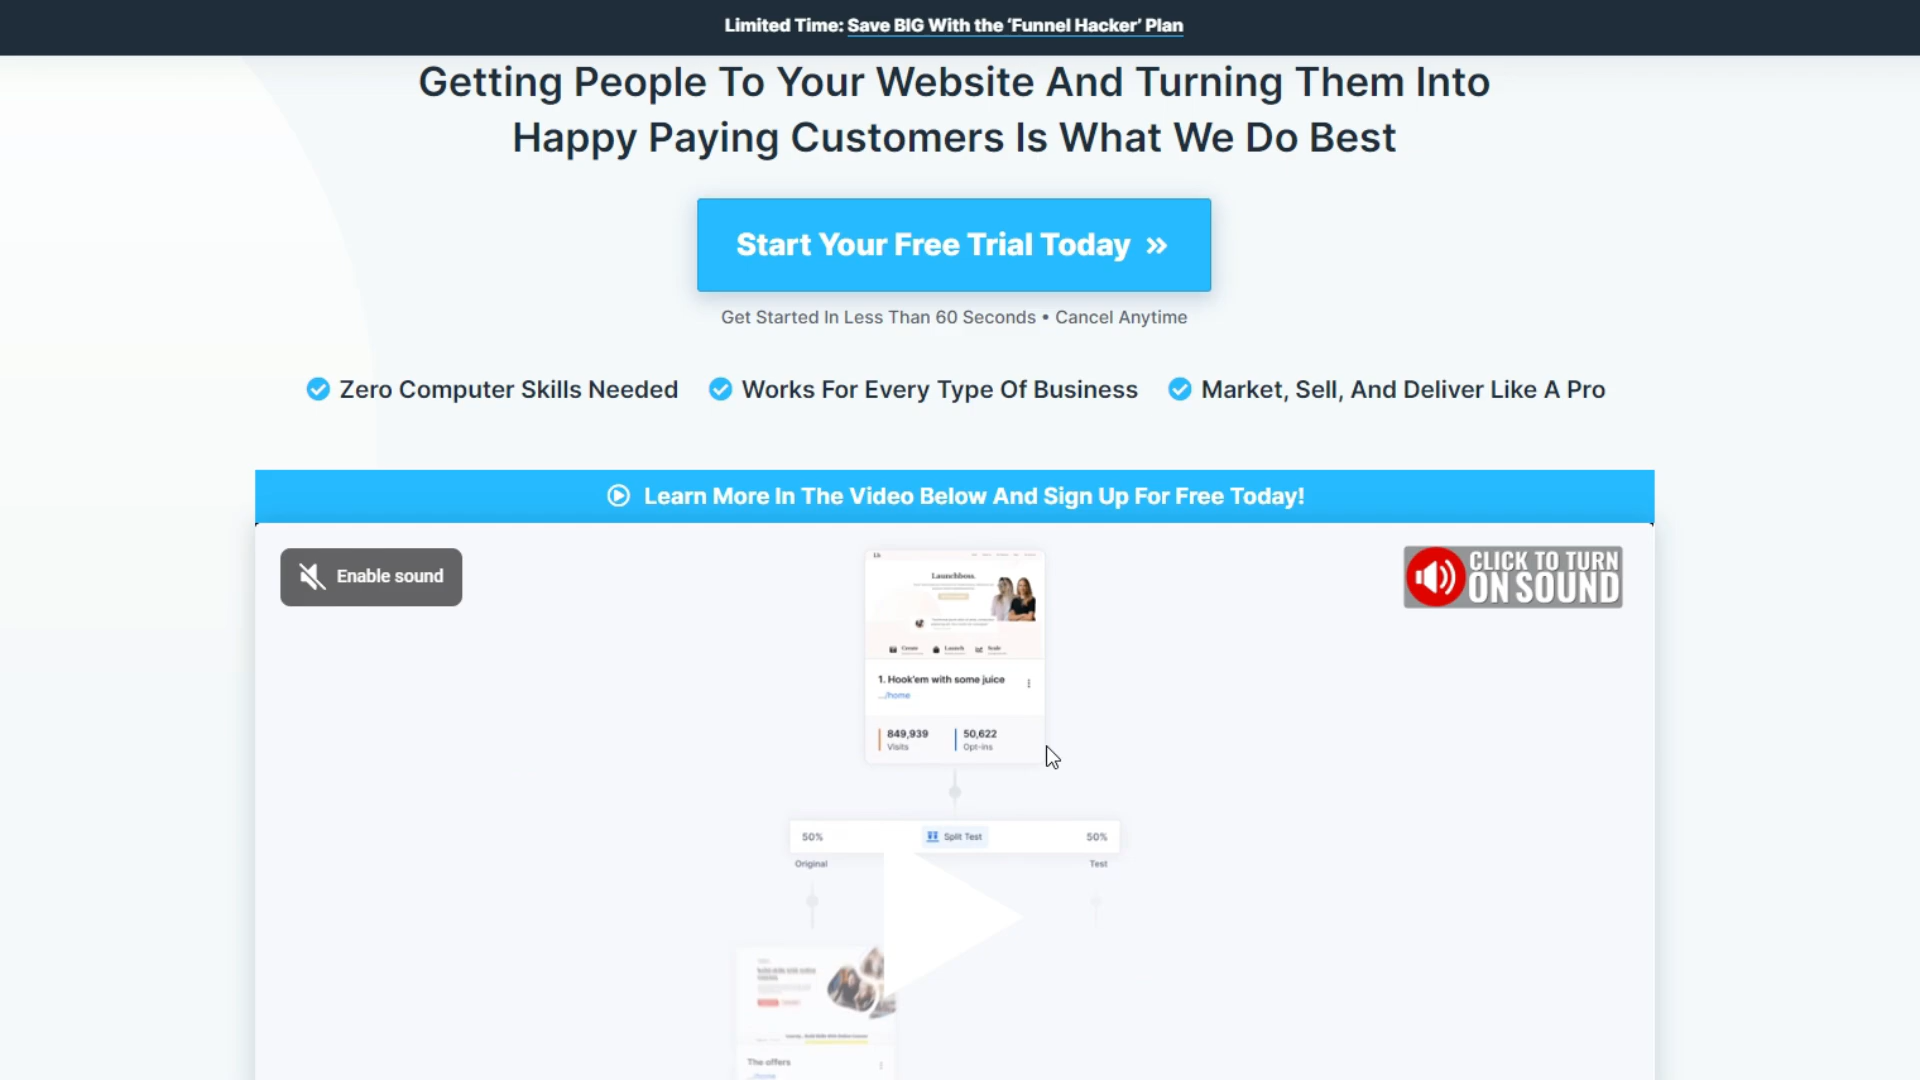 Limited Time: Save BIG With the ‘Funnel Hacker’ Plan
Getting People To Your Website And Turning Them Into
Happy Paying Customers Is What We Do Best
Start Your Free Trial Today »
Get Started In Less Than 60 Seconds • Cancel Anytime
Zero Computer Skills Needed
Works For Every Type Of Business
Market, Sell, And Deliver Like A Pro
Learn More In The Video Below And Sign Up For Free Today!
Enable sound
CLICK TO TURN
ON SOUND
Launchboss.
Create
Launch
Scale
1. Hook'em with some juice
.../home
849,939
Visits
50,622
Opt-ins
50%
Split Test
50%
Original
Test
The offers
.../home